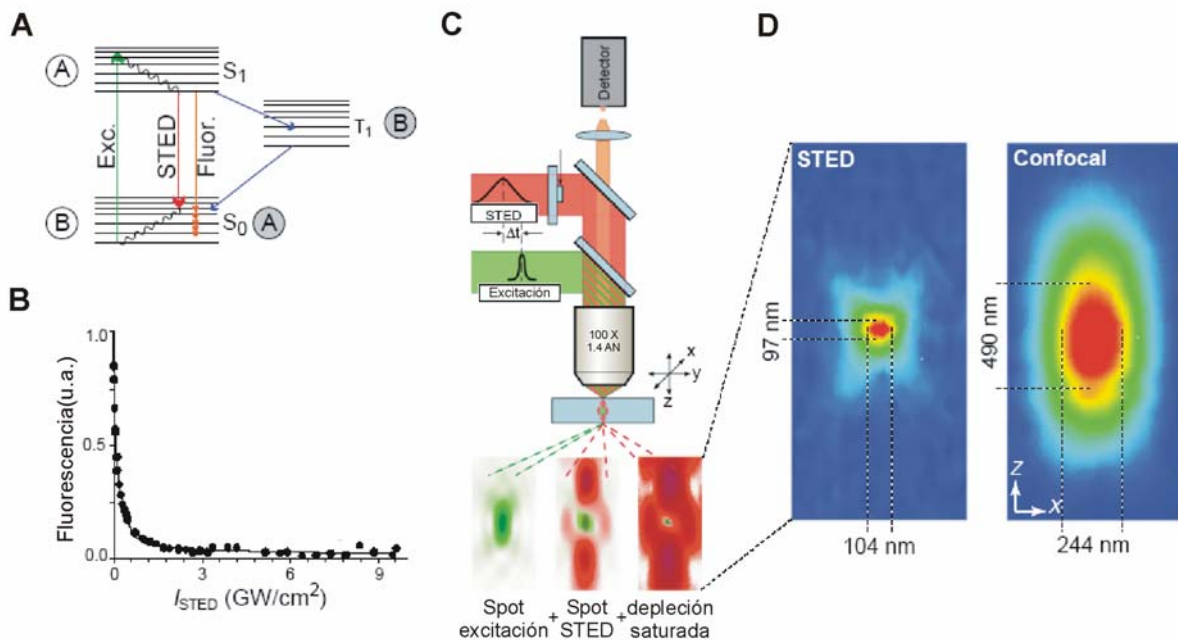 A
A
S₁
Exc.
STED
Fluor.
T₁
B
B
S₀
A
B
Fluorescencia(u.a.)
1.0
0.5
0.0
0
3
6
9
I_STED (GW/cm²)
C
Detector
STED
Δt
Excitación
100 X
1.4 AN
x
y
z
Spot
excitación
+
Spot
STED
+
depleción
saturada
D
STED
97 nm
104 nm
Confocal
490 nm
z
x
244 nm